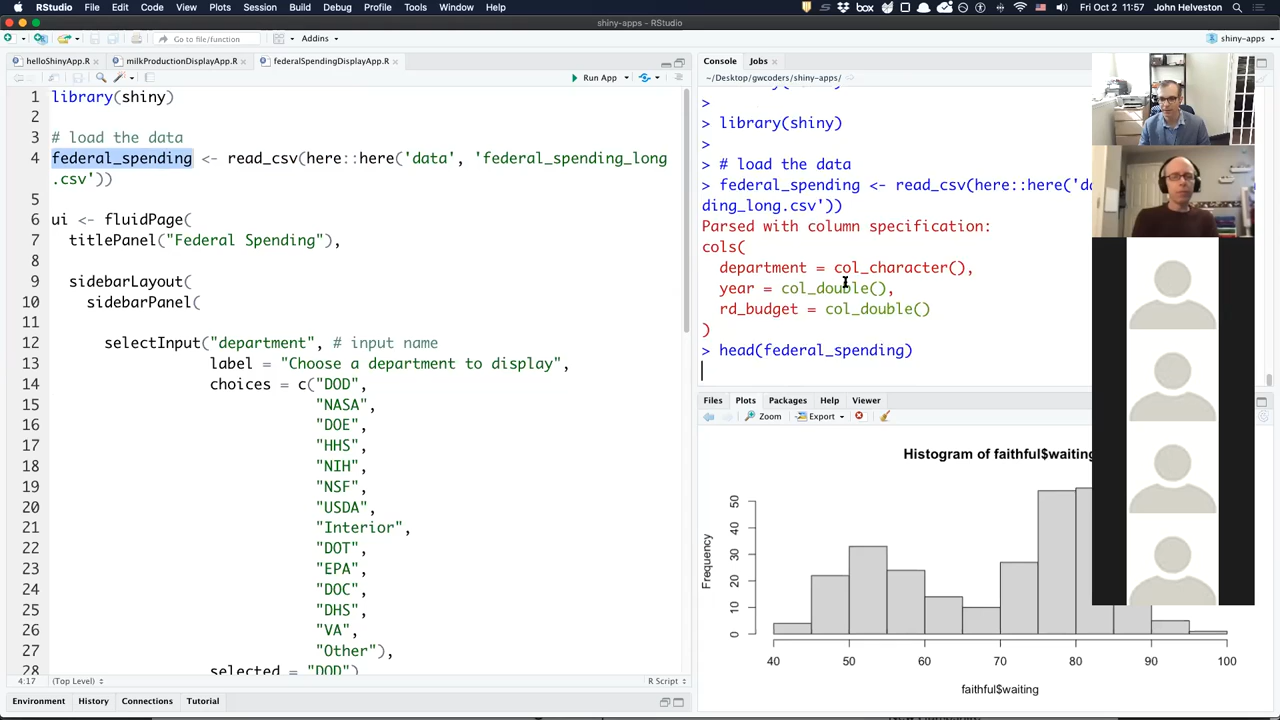 RStudio File Edit Code View Plots Session Build Debug Profile Tools Window Help
box
Fri Oct 2 11:57 John Helveston
shiny-apps - RStudio
Go to file/function
Addins
shiny-apps
helloShinyApp.R
milkProductionDisplayApp.R
federalSpendingDisplayApp.R
Run App
1 library(shiny)
2
3 # load the data
4 federal_spending <- read_csv(here::here('data', 'federal_spending_long
.csv'))
5
6 ui <- fluidPage(
7 titlePanel("Federal Spending"),
8
9 sidebarLayout(
10 sidebarPanel(
11
12 selectInput("department", # input name
13 label = "Choose a department to display",
14 choices = c("DOD",
15 "NASA",
16 "DOE",
17 "HHS",
18 "NIH",
19 "NSF",
20 "USDA",
21 "Interior",
22 "DOT",
23 "EPA",
24 "DOC",
25 "DHS",
26 "VA",
27 "Other"),
28 selected = "DOD")
4:17 (Top Level) R Script
Environment History Connections Tutorial
Console Jobs
~/Desktop/gwcoders/shiny-apps/
>
> library(shiny)
>
> # load the data
> federal_spending <- read_csv(here::here('da
ding_long.csv'))
Parsed with column specification:
cols(
department = col_character(),
year = col_double(),
rd_budget = col_double()
)
> head(federal_spending)
Files Plots Packages Help Viewer
Zoom Export
Histogram of faithful$waiting
Frequency
50
40
30
20
10
0
40 50 60 70 80 90 100
faithful$waiting